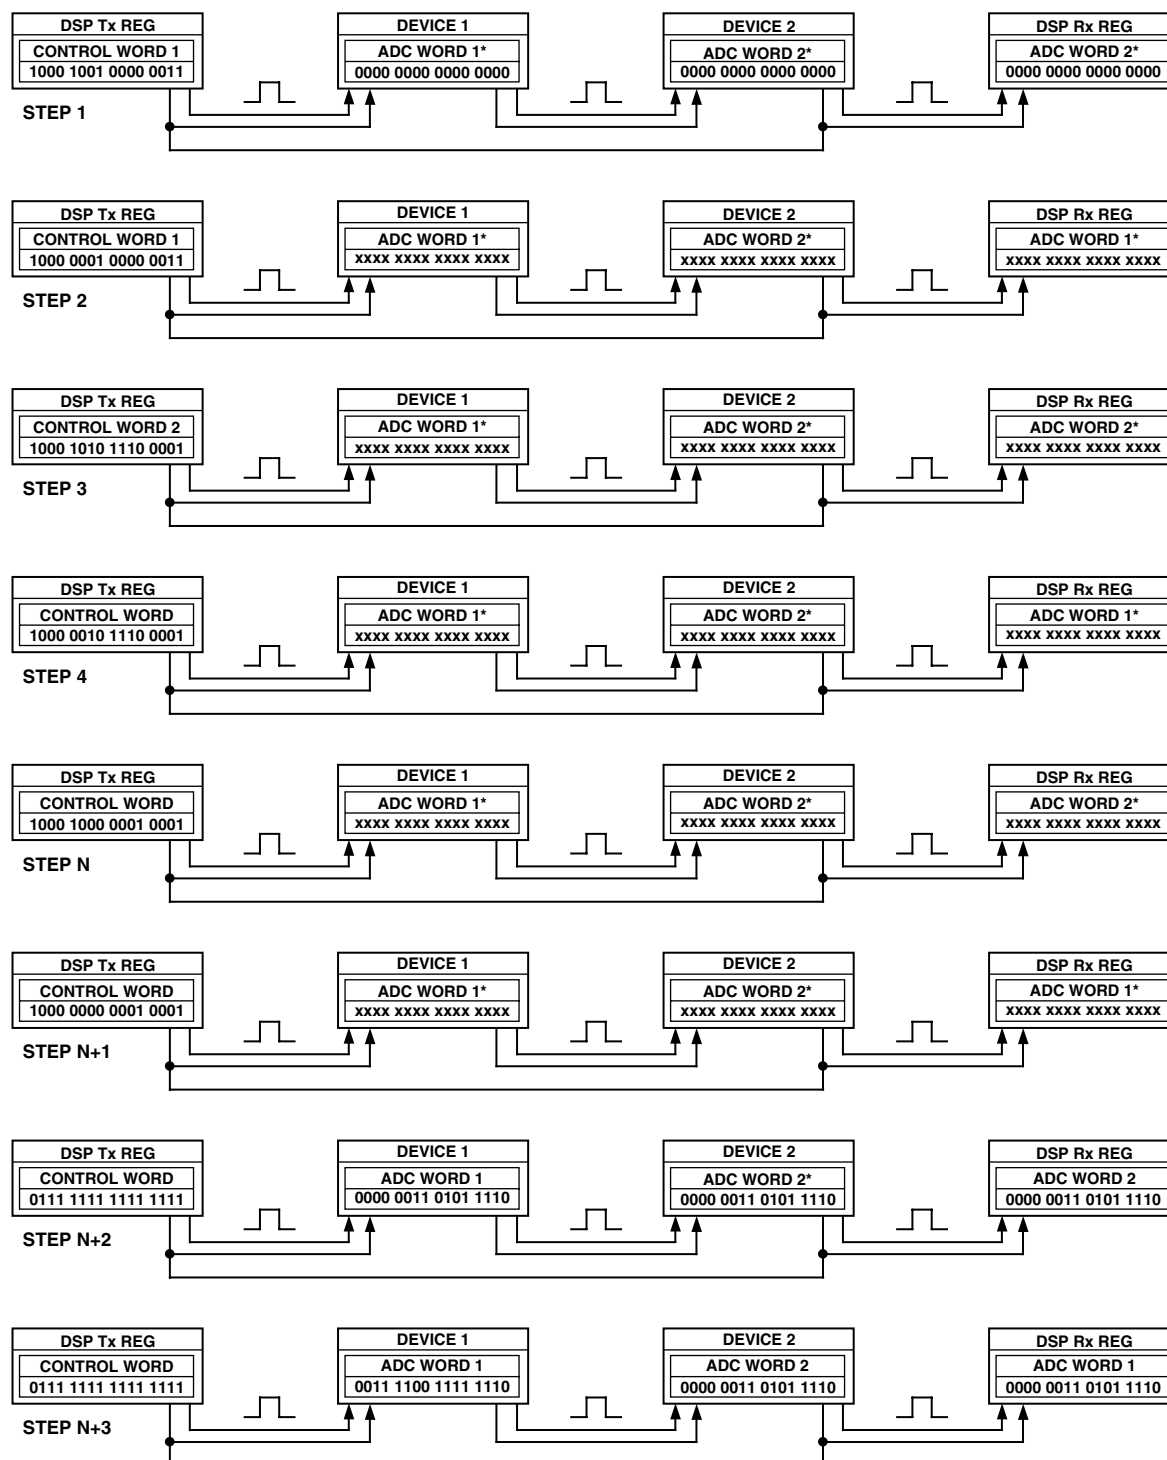 DSP Tx REG DEVICE 1 DEVICE 2 DSP Rx REG
CONTROL WORD 1 ADC WORD 1* ADC WORD 2* ADC WORD 2*
1000 1001 0000 0011 0000 0000 0000 0000 0000 0000 0000 0000 0000 0000 0000 0000
STEP 1
DSP Tx REG DEVICE 1 DEVICE 2 DSP Rx REG
CONTROL WORD 1 ADC WORD 1* ADC WORD 2* ADC WORD 1*
1000 0001 0000 0011 xxxx xxxx xxxx xxxx xxxx xxxx xxxx xxxx xxxx xxxx xxxx xxxx
STEP 2
DSP Tx REG DEVICE 1 DEVICE 2 DSP Rx REG
CONTROL WORD 2 ADC WORD 1* ADC WORD 2* ADC WORD 2*
1000 1010 1110 0001 xxxx xxxx xxxx xxxx xxxx xxxx xxxx xxxx xxxx xxxx xxxx xxxx
STEP 3
DSP Tx REG DEVICE 1 DEVICE 2 DSP Rx REG
CONTROL WORD ADC WORD 1* ADC WORD 2* ADC WORD 1*
1000 0010 1110 0001 xxxx xxxx xxxx xxxx xxxx xxxx xxxx xxxx xxxx xxxx xxxx xxxx
STEP 4
DSP Tx REG DEVICE 1 DEVICE 2 DSP Rx REG
CONTROL WORD ADC WORD 1* ADC WORD 2* ADC WORD 2*
1000 1000 0001 0001 xxxx xxxx xxxx xxxx xxxx xxxx xxxx xxxx xxxx xxxx xxxx xxxx
STEP N
DSP Tx REG DEVICE 1 DEVICE 2 DSP Rx REG
CONTROL WORD ADC WORD 1* ADC WORD 2* ADC WORD 1*
1000 0000 0001 0001 xxxx xxxx xxxx xxxx xxxx xxxx xxxx xxxx xxxx xxxx xxxx xxxx
STEP N+1
DSP Tx REG DEVICE 1 DEVICE 2 DSP Rx REG
CONTROL WORD ADC WORD 1 ADC WORD 2* ADC WORD 2
0111 1111 1111 1111 0000 0011 0101 1110 0000 0011 0101 1110 0000 0011 0101 1110
STEP N+2
DSP Tx REG DEVICE 1 DEVICE 2 DSP Rx REG
CONTROL WORD ADC WORD 1 ADC WORD 2 ADC WORD 1
0111 1111 1111 1111 0011 1100 1111 1110 0000 0011 0101 1110 0000 0011 0101 1110
STEP N+3